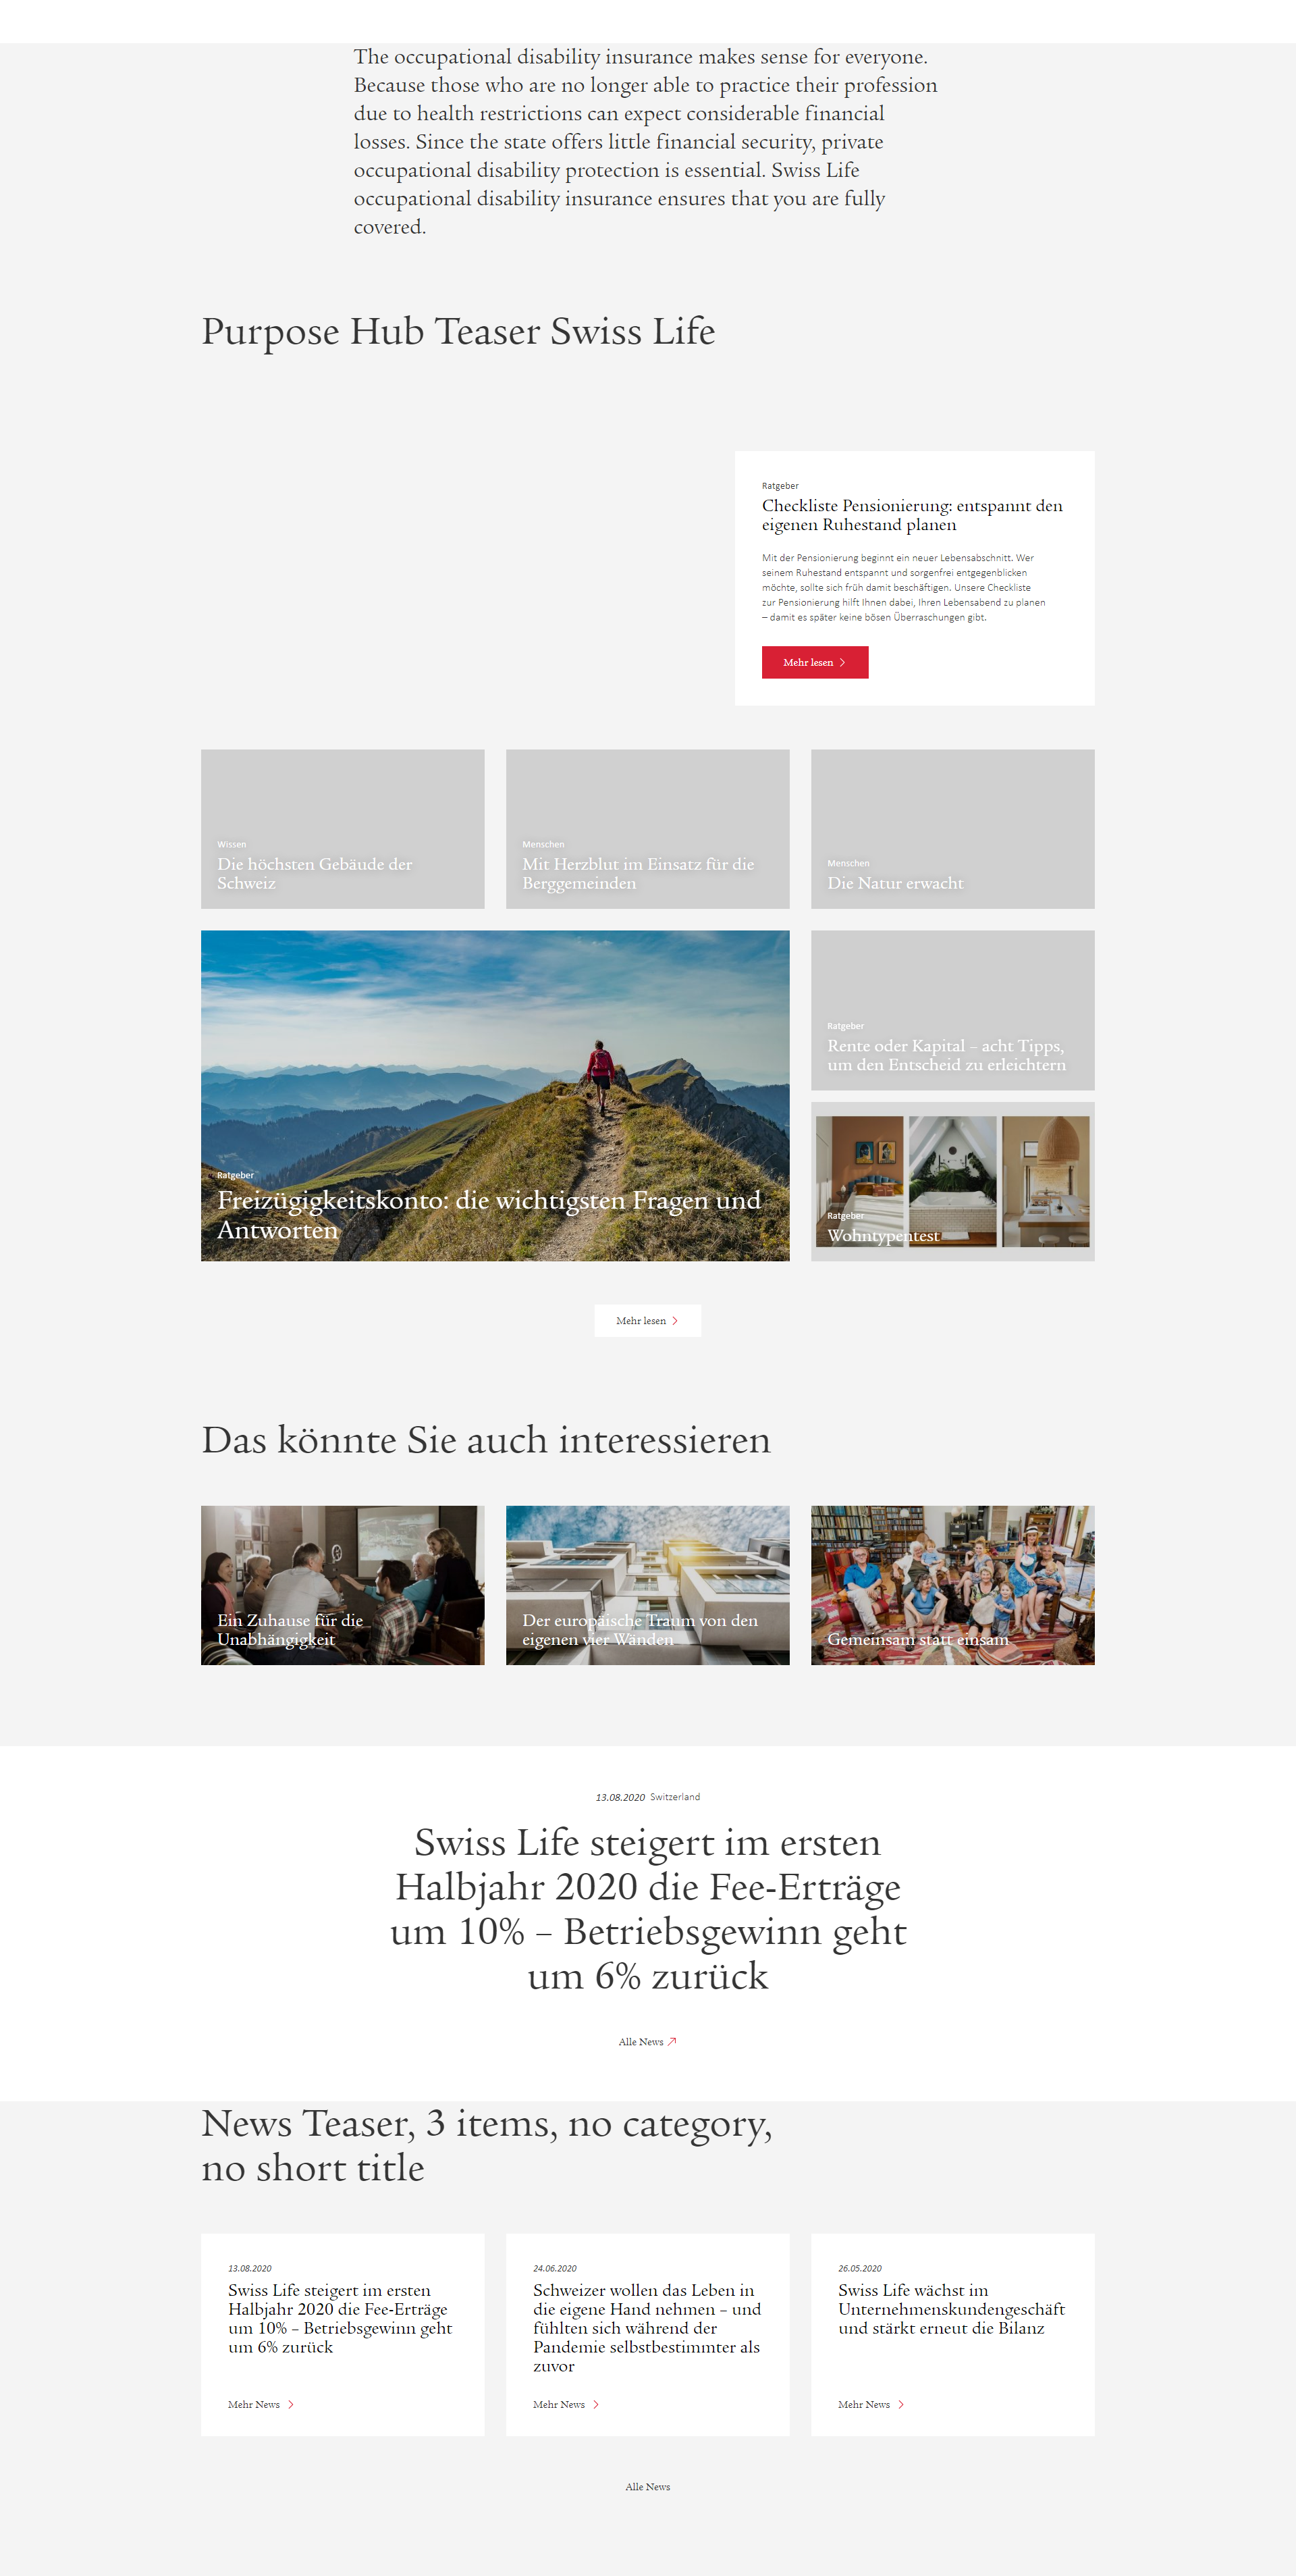 The occupational disability insurance makes sense for everyone.
Because those who are no longer able to practice their profession
due to health restrictions can expect considerable financial
losses. Since the state offers little financial security, private
occupational disability protection is essential. Swiss Life
occupational disability insurance ensures that you are fully
covered.
Purpose Hub Teaser Swiss Life
Ratgeber
Checkliste Pensionierung: entspannt den
eigenen Ruhestand planen
Mit der Pensionierung beginnt ein neuer Lebensabschnitt. Wer
seinem Ruhestand entspannt und sorgenfrei entgegenblicken
möchte, sollte sich früh damit beschäftigen. Unsere Checkliste
zur Pensionierung hilft Ihnen dabei, Ihren Lebensabend zu planen
– damit es später keine bösen Überraschungen gibt.
Mehr lesen
Wissen
Die höchsten Gebäude der
Schweiz
Menschen
Mit Herzblut im Einsatz für die
Berggemeinden
Menschen
Die Natur erwacht
Ratgeber
Freizügigkeitskonto: die wichtigsten Fragen und
Antworten
Ratgeber
Rente oder Kapital – acht Tipps,
um den Entscheid zu erleichtern
Ratgeber
Wohntypentest
Mehr lesen
Das könnte Sie auch interessieren
Ein Zuhause für die
Unabhängigkeit
Der europäische Traum von den
eigenen vier Wänden
Gemeinsam statt einsam
13.08.2020 Switzerland
Swiss Life steigert im ersten
Halbjahr 2020 die Fee-Erträge
um 10% – Betriebsgewinn geht
um 6% zurück
Alle News
News Teaser, 3 items, no category,
no short title
13.08.2020
Swiss Life steigert im ersten
Halbjahr 2020 die Fee-Erträge
um 10% – Betriebsgewinn geht
um 6% zurück
Mehr News
24.06.2020
Schweizer wollen das Leben in
die eigene Hand nehmen – und
fühlten sich während der
Pandemie selbstbestimmter als
zuvor
Mehr News
26.05.2020
Swiss Life wächst im
Unternehmenskundengeschäft
und stärkt erneut die Bilanz
Mehr News
Alle News